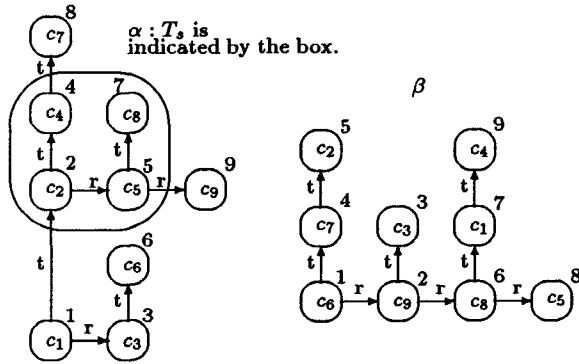 8
c7
α : Ts is
indicated by the box.
t
4 7
c4 c8
β
t t
2 5 9
c2 r c5 r c9
t
6
c6
t
1 3
c1 r c3
5 9
c2 c4
t t
4 3 7
c7 c3 c1
t t t
1 2 6 8
c6 r c9 r c8 r c5